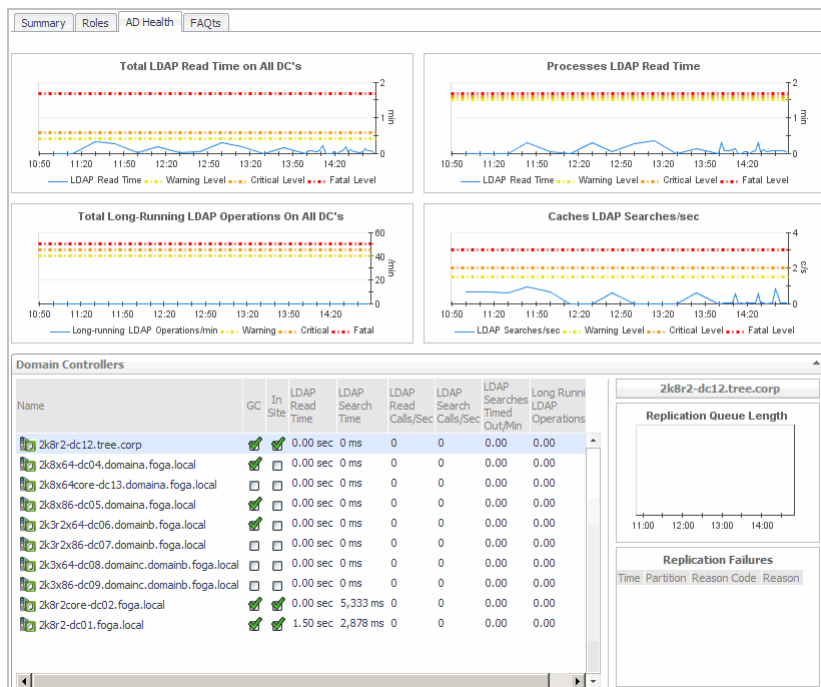 Summary Roles AD Health FAQts
Total LDAP Read Time on All DC's
2
1
0
min
10:50 11:20 11:50 12:20 12:50 13:20 13:50 14:20
LDAP Read Time Warning Level Critical Level Fatal Level
Processes LDAP Read Time
2
1
0
min
10:50 11:20 11:50 12:20 12:50 13:20 13:50 14:20
LDAP Read Time Warning Level Critical Level Fatal Level
Total Long-Running LDAP Operations On All DC's
60
40
20
0
/min
10:50 11:20 11:50 12:20 12:50 13:20 13:50 14:20
Long-running LDAP Operations/min Warning Critical Fatal
Caches LDAP Searches/sec
4
2
0
c/s
10:50 11:20 11:50 12:20 12:50 13:20 13:50 14:20
LDAP Searches/sec Warning Level Critical Level Fatal Level
Domain Controllers
Name GC In Site LDAP Read Time LDAP Search Time LDAP Read Calls/Sec LDAP Search Calls/Sec LDAP Searches Timed Out/Min Long Runni LDAP Operations
2k8r2-dc12.tree.corp 0.00 sec 0 ms 0 0 0.00 0.00
2k8x64-dc04.domaina.foga.local 0.00 sec 0 ms 0 0 0.00 0.00
2k8x64core-dc13.domaina.foga.local 0.00 sec 0 ms 0 0 0.00 0.00
2k8x86-dc05.domaina.foga.local 0.00 sec 0 ms 0 0 0.00 0.00
2k3r2x64-dc06.domainb.foga.local 0.00 sec 0 ms 0 0 0.00 0.00
2k3r2x86-dc07.domainb.foga.local 0.00 sec 0 ms 0 0 0.00 0.00
2k3x64-dc08.domainc.domainb.foga.local 0.00 sec 0 ms 0 0 0.00 0.00
2k3x86-dc09.domainc.domainb.foga.local 0.00 sec 0 ms 0 0 0.00 0.00
2k8r2core-dc02.foga.local 0.00 sec 5,333 ms 0 0 0.00 0.00
2k8r2-dc01.foga.local 1.50 sec 2,878 ms 0 0 0.00 0.00
2k8r2-dc12.tree.corp
Replication Queue Length
11:00 12:00 13:00 14:00
Replication Failures
Time Partition Reason Code Reason